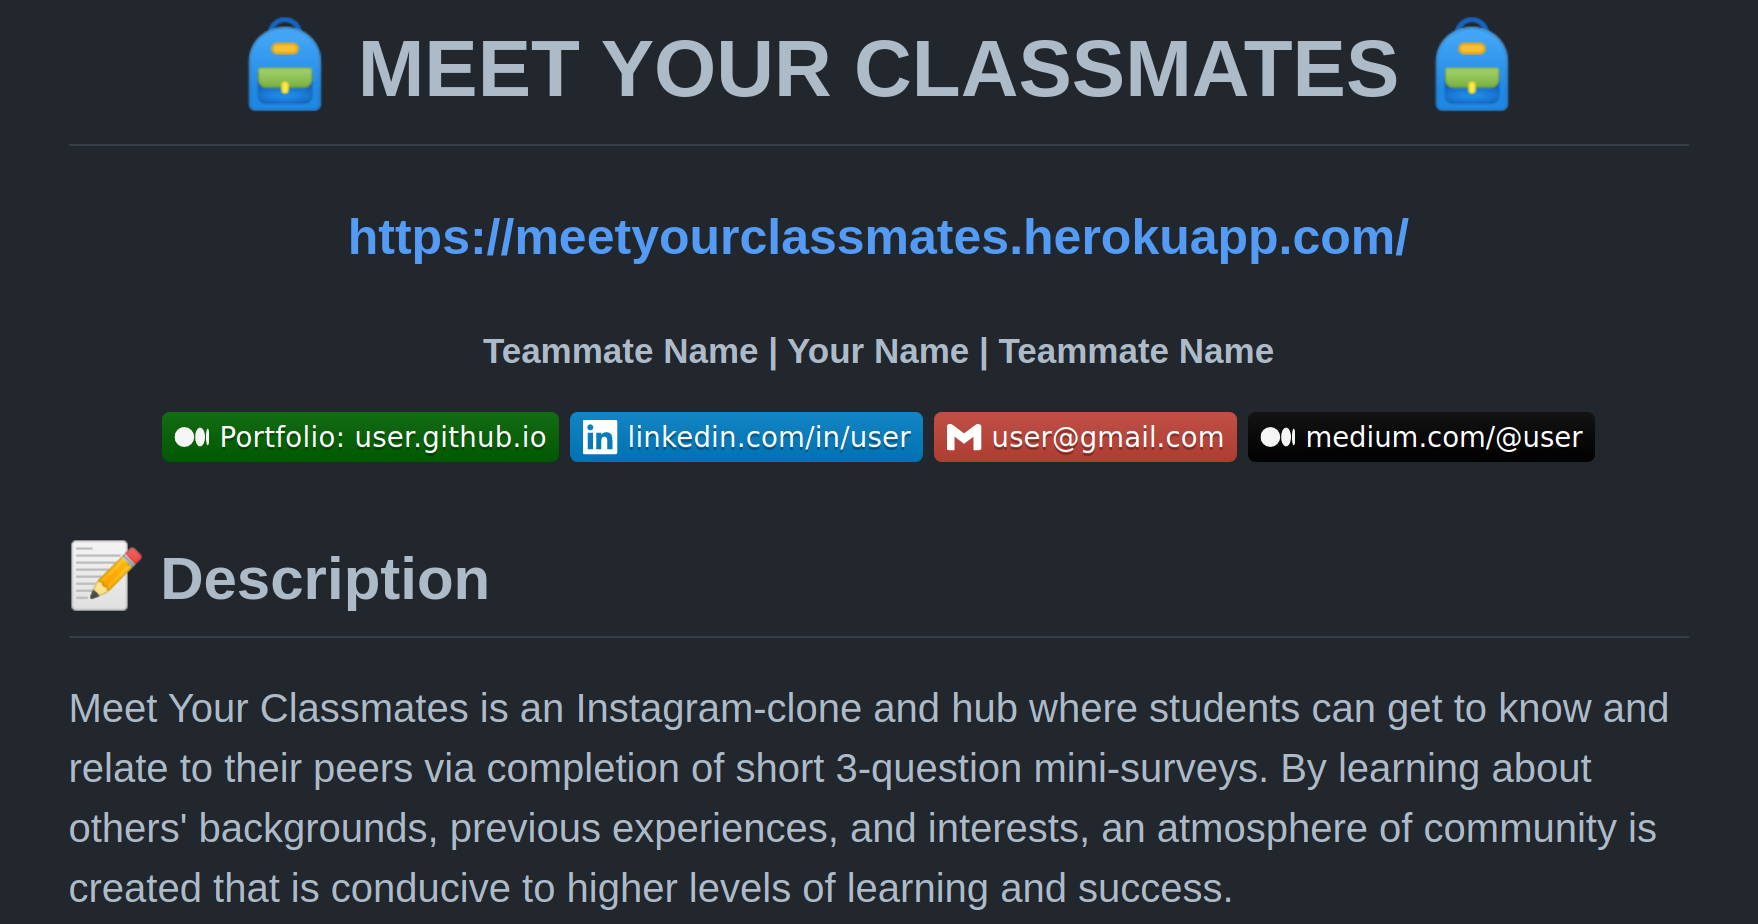 MEET YOUR CLASSMATES
https://meetyourclassmates.herokuapp.com/
Teammate Name | Your Name | Teammate Name
Portfolio: user.github.io linkedin.com/in/user user@gmail.com medium.com/@user
Description
Meet Your Classmates is an Instagram-clone and hub where students can get to know and
relate to their peers via completion of short 3-question mini-surveys. By learning about
others' backgrounds, previous experiences, and interests, an atmosphere of community is
created that is conducive to higher levels of learning and success.